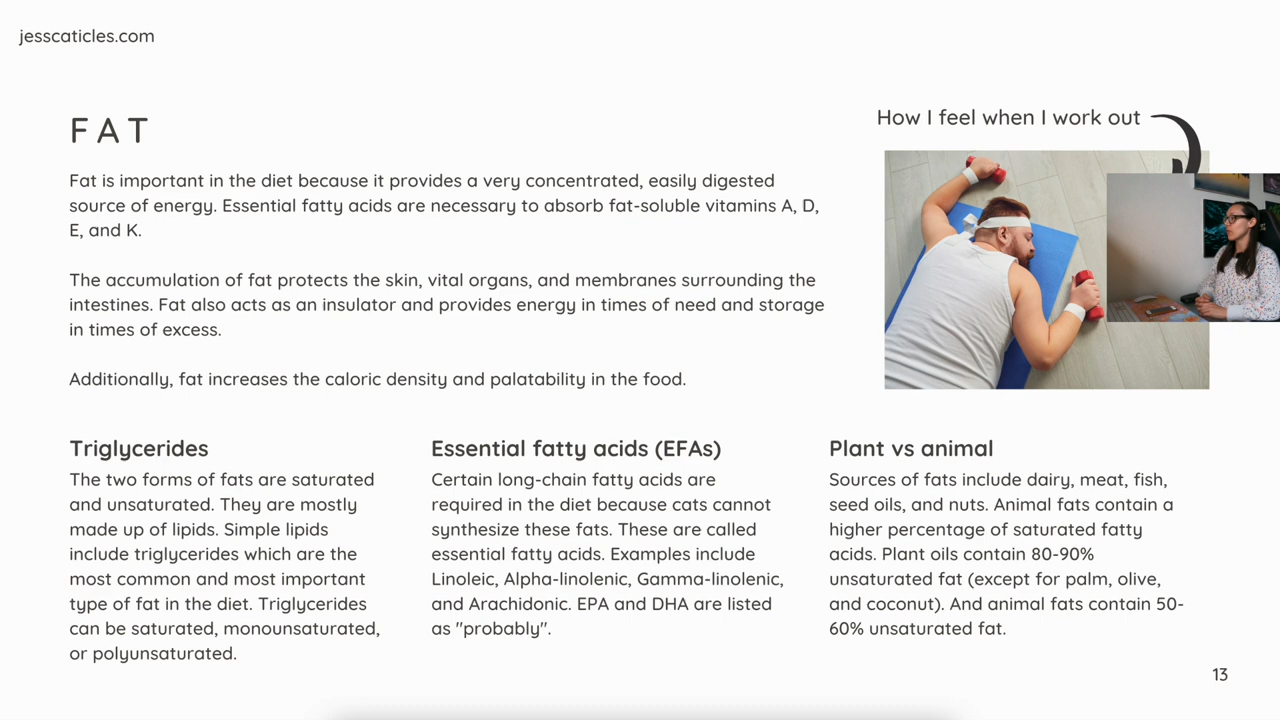 jesscaticles.com
FAT
Fat is important in the diet because it provides a very concentrated, easily digested
source of energy. Essential fatty acids are necessary to absorb fat-soluble vitamins A, D,
E, and K.
The accumulation of fat protects the skin, vital organs, and membranes surrounding the
intestines. Fat also acts as an insulator and provides energy in times of need and storage
in times of excess.
Additionally, fat increases the caloric density and palatability in the food.
How I feel when I work out
Triglycerides
The two forms of fats are saturated
and unsaturated. They are mostly
made up of lipids. Simple lipids
include triglycerides which are the
most common and most important
type of fat in the diet. Triglycerides
can be saturated, monounsaturated,
or polyunsaturated.
Essential fatty acids (EFAs)
Certain long-chain fatty acids are
required in the diet because cats cannot
synthesize these fats. These are called
essential fatty acids. Examples include
Linoleic, Alpha-linolenic, Gamma-linolenic,
and Arachidonic. EPA and DHA are listed
as "probably".
Plant vs animal
Sources of fats include dairy, meat, fish,
seed oils, and nuts. Animal fats contain a
higher percentage of saturated fatty
acids. Plant oils contain 80-90%
unsaturated fat (except for palm, olive,
and coconut). And animal fats contain 50-
60% unsaturated fat.
13